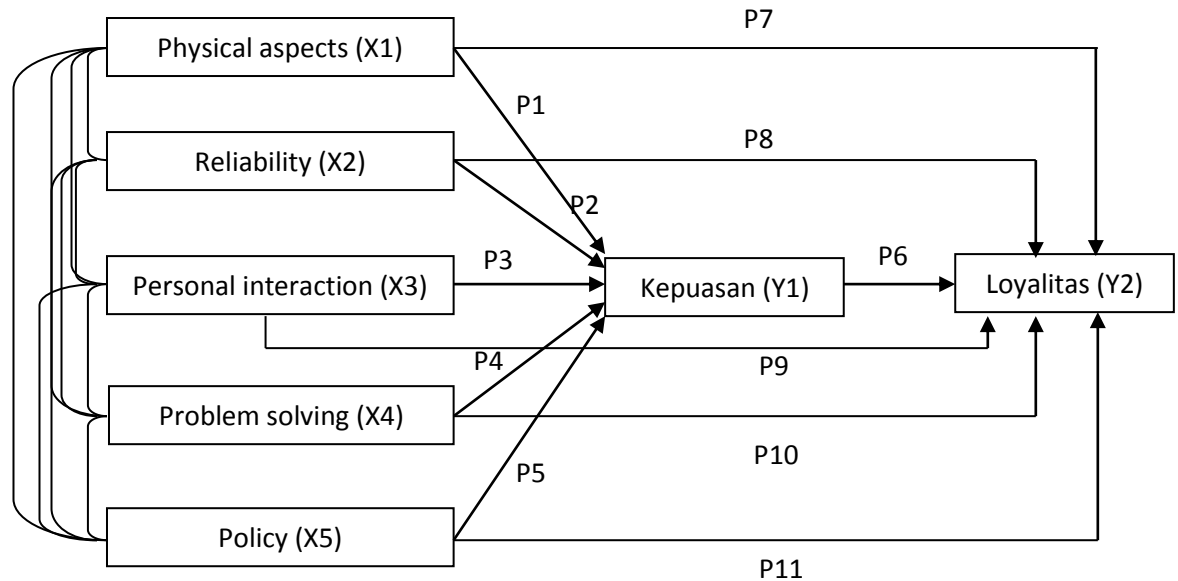 P7
Physical aspects (X1)
P1
P8
Reliability (X2)
P2
P3
P6
Personal interaction (X3)
Kepuasan (Y1)
Loyalitas (Y2)
P4
P9
Problem solving (X4)
P10
P5
Policy (X5)
P11